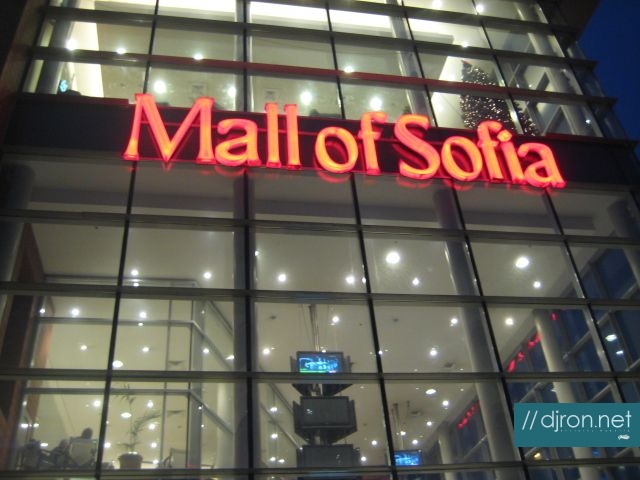 Mall of Sofia
// djron.net